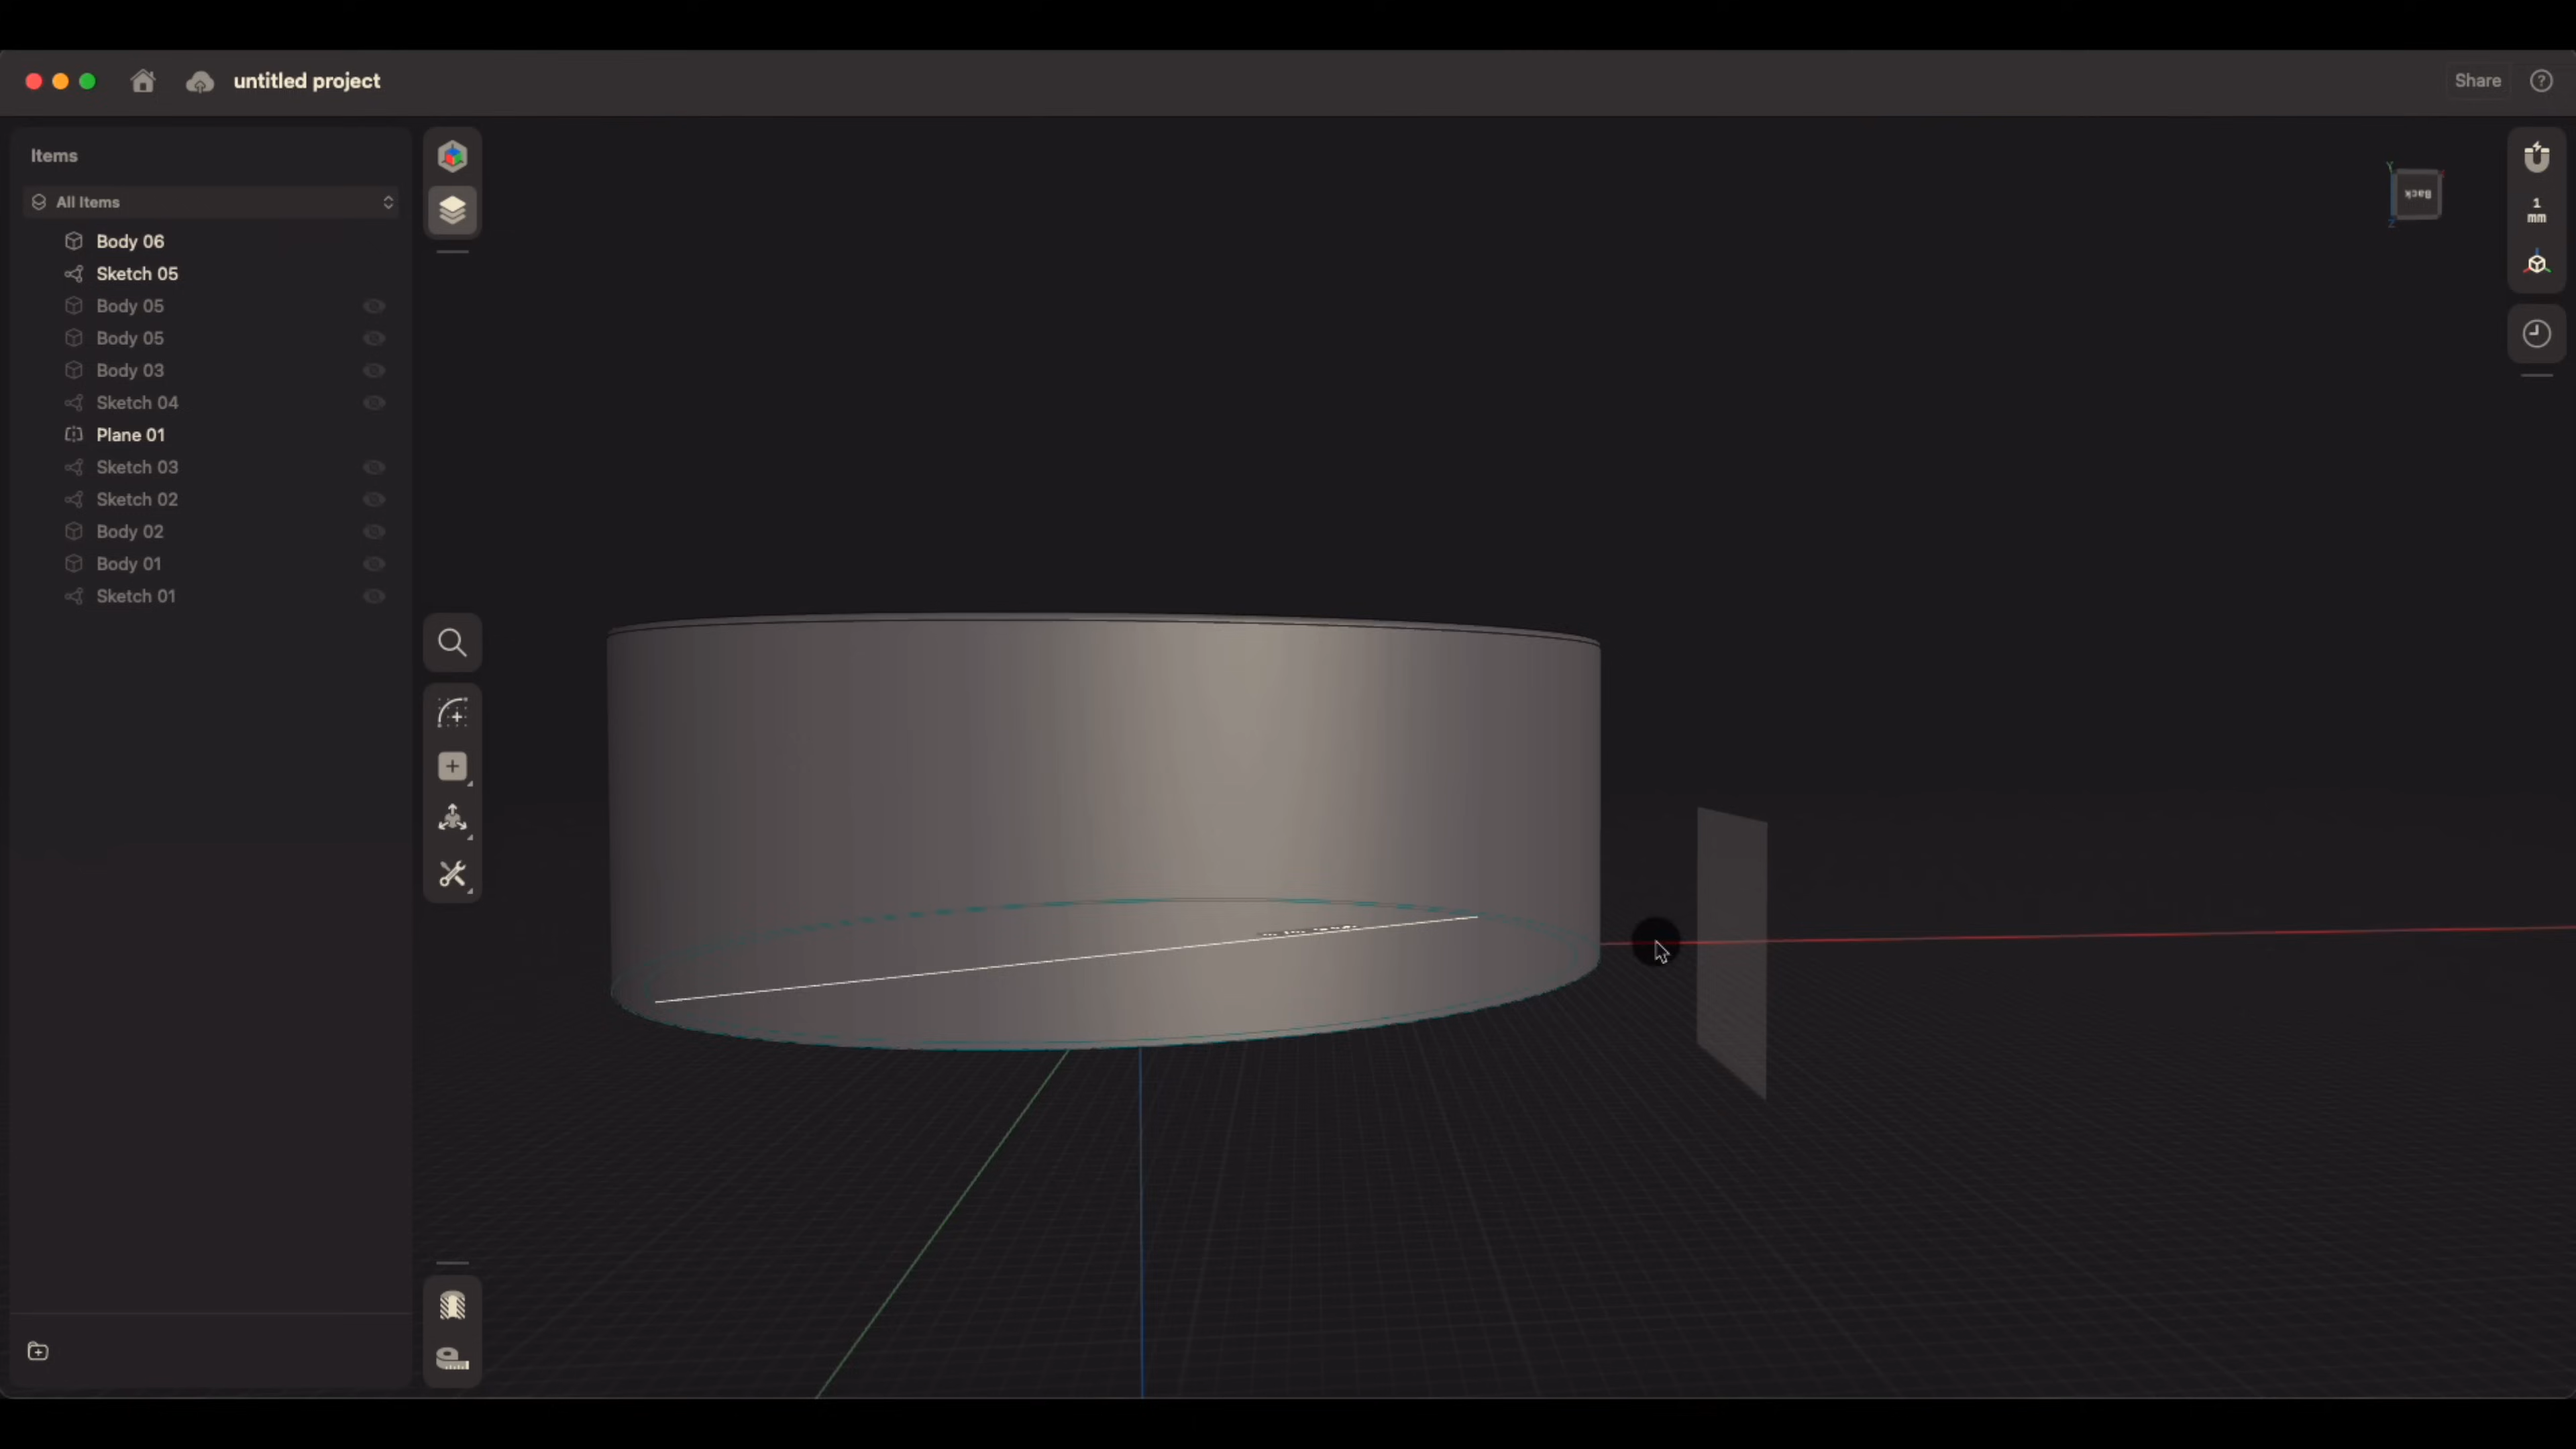 untitled project
Share
Items
All Items
Body 06
Sketch 05
Body 05
Body 05
Body 03
Sketch 04
Plane 01
Sketch 03
Sketch 02
Body 02
Body 01
Sketch 01
Y
Z
Back
1
mm